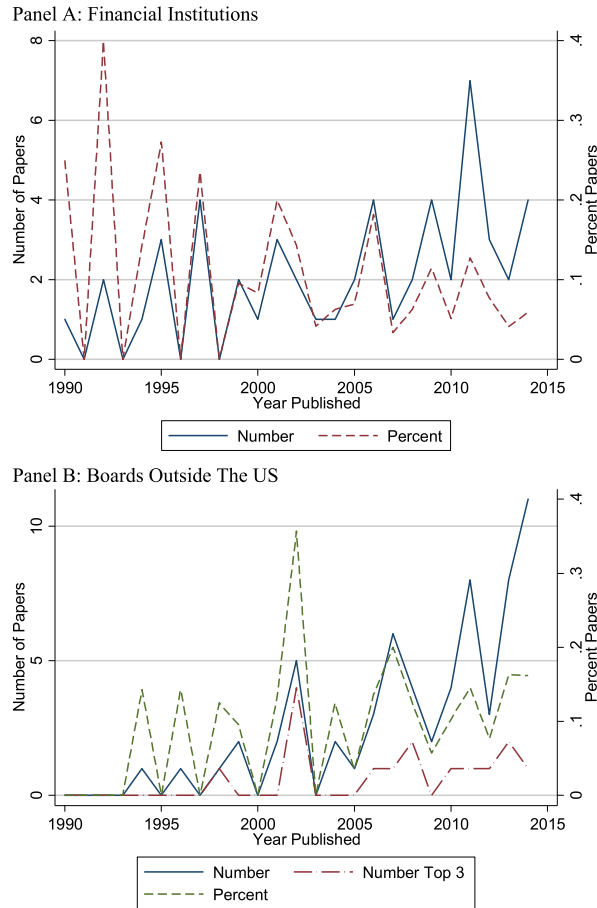 Panel A: Financial Institutions
Number of Papers
8
6
4
2
0
.4
.3
.2
.1
0
Percent Papers
1990 1995 2000 2005 2010 2015
Year Published
Number Percent
Panel B: Boards Outside The US
Number of Papers
10
5
0
.4
.3
.2
.1
0
Percent Papers
1990 1995 2000 2005 2010 2015
Year Published
Number Number Top 3
Percent